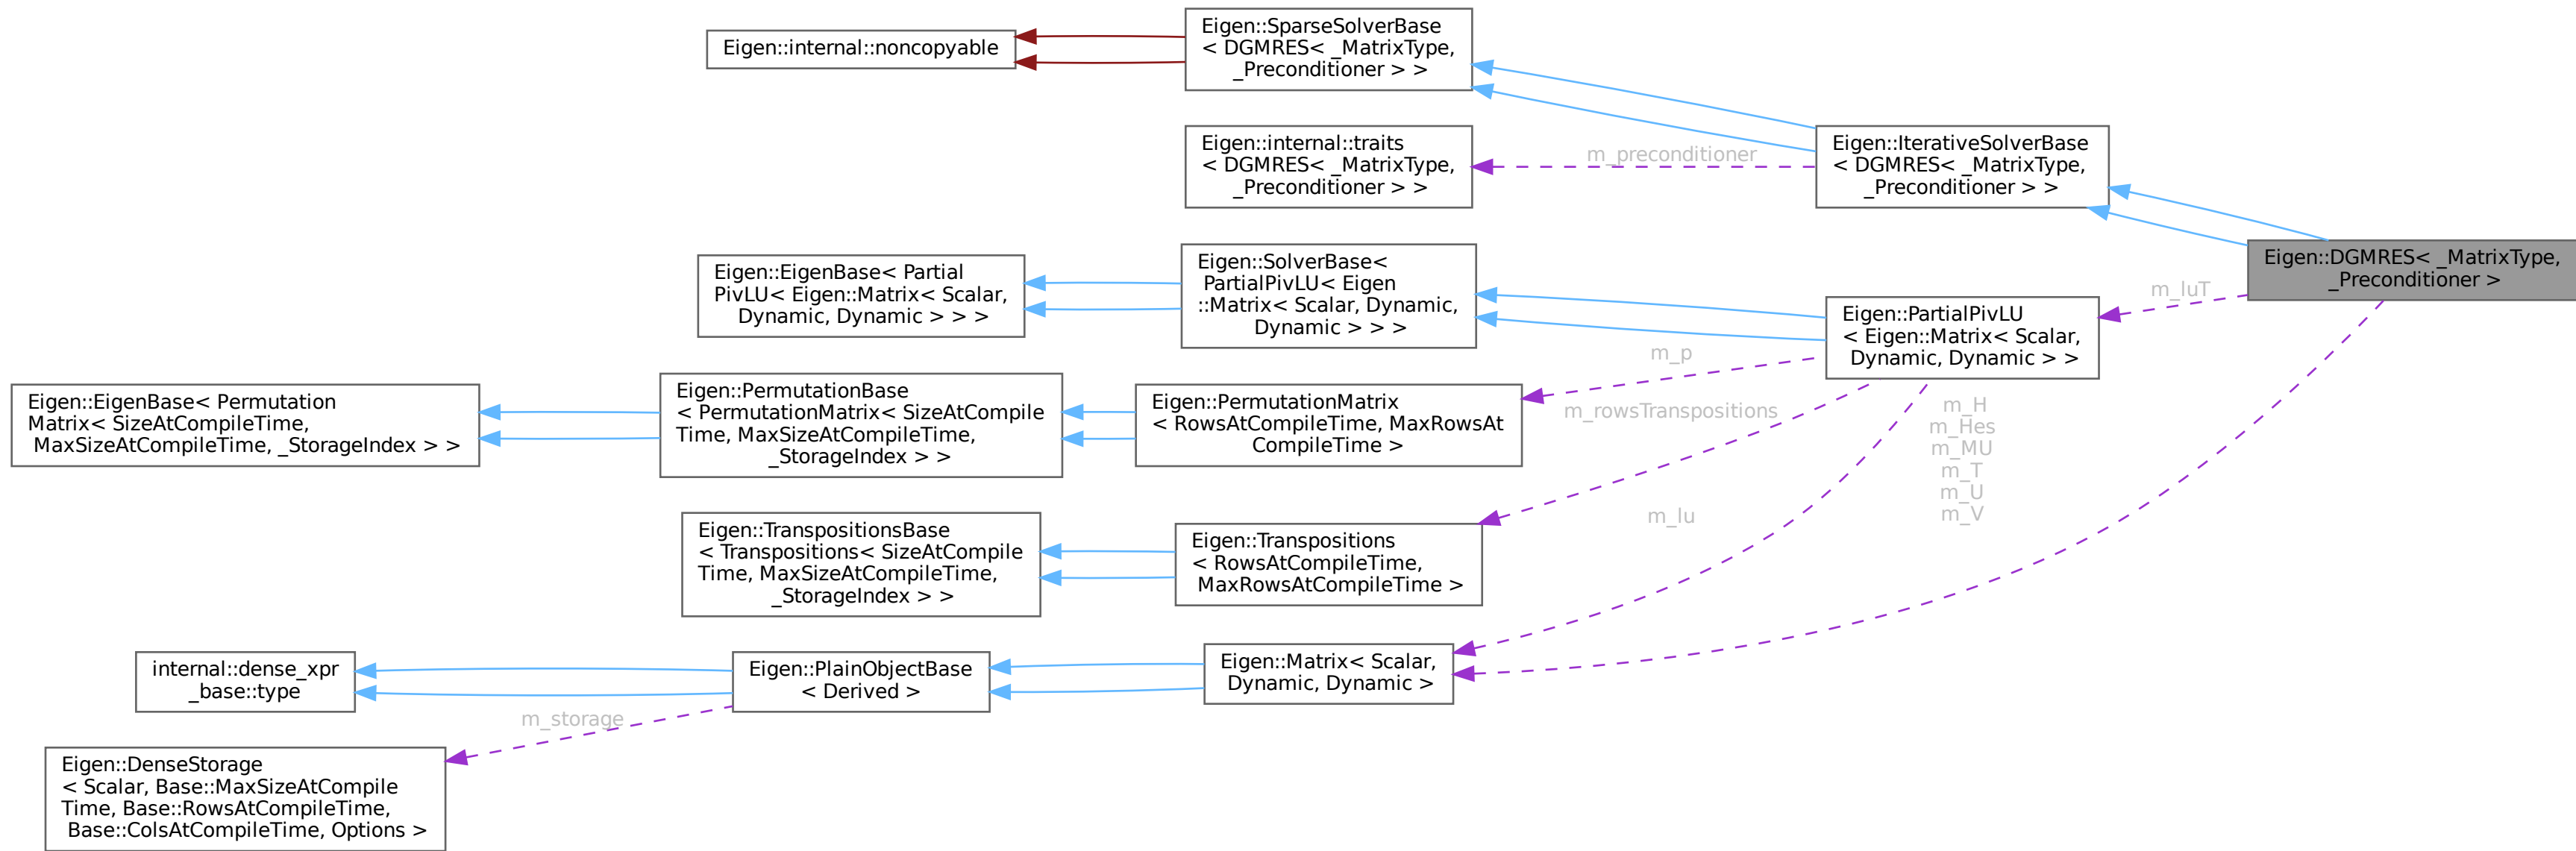 Eigen::internal::noncopyable
Eigen::SparseSolverBase
< DGMRES< _MatrixType,
_Preconditioner > >
Eigen::internal::traits
< DGMRES< _MatrixType,
_Preconditioner > >
m_preconditioner
Eigen::IterativeSolverBase
< DGMRES< _MatrixType,
_Preconditioner > >
Eigen::DGMRES< _MatrixType,
_Preconditioner >
Eigen::EigenBase< Partial
PivLU< Eigen::Matrix< Scalar,
Dynamic, Dynamic > > >
Eigen::SolverBase<
PartialPivLU< Eigen
::Matrix< Scalar, Dynamic,
Dynamic > > >
m_luT
Eigen::PartialPivLU
< Eigen::Matrix< Scalar,
Dynamic, Dynamic > >
m_p
Eigen::EigenBase< Permutation
Matrix< SizeAtCompileTime,
MaxSizeAtCompileTime, _StorageIndex > >
Eigen::PermutationBase
< PermutationMatrix< SizeAtCompile
Time, MaxSizeAtCompileTime,
_StorageIndex > >
Eigen::PermutationMatrix
< RowsAtCompileTime, MaxRowsAt
CompileTime >
m_rowsTranspositions
m_H
m_Hes
m_MU
m_T
m_U
m_V
m_lu
Eigen::TranspositionsBase
< Transpositions< SizeAtCompile
Time, MaxSizeAtCompileTime,
_StorageIndex > >
Eigen::Transpositions
< RowsAtCompileTime,
MaxRowsAtCompileTime >
internal::dense_xpr
_base::type
Eigen::PlainObjectBase
< Derived >
Eigen::Matrix< Scalar,
Dynamic, Dynamic >
m_storage
Eigen::DenseStorage
< Scalar, Base::MaxSizeAtCompile
Time, Base::RowsAtCompileTime,
Base::ColsAtCompileTime, Options >